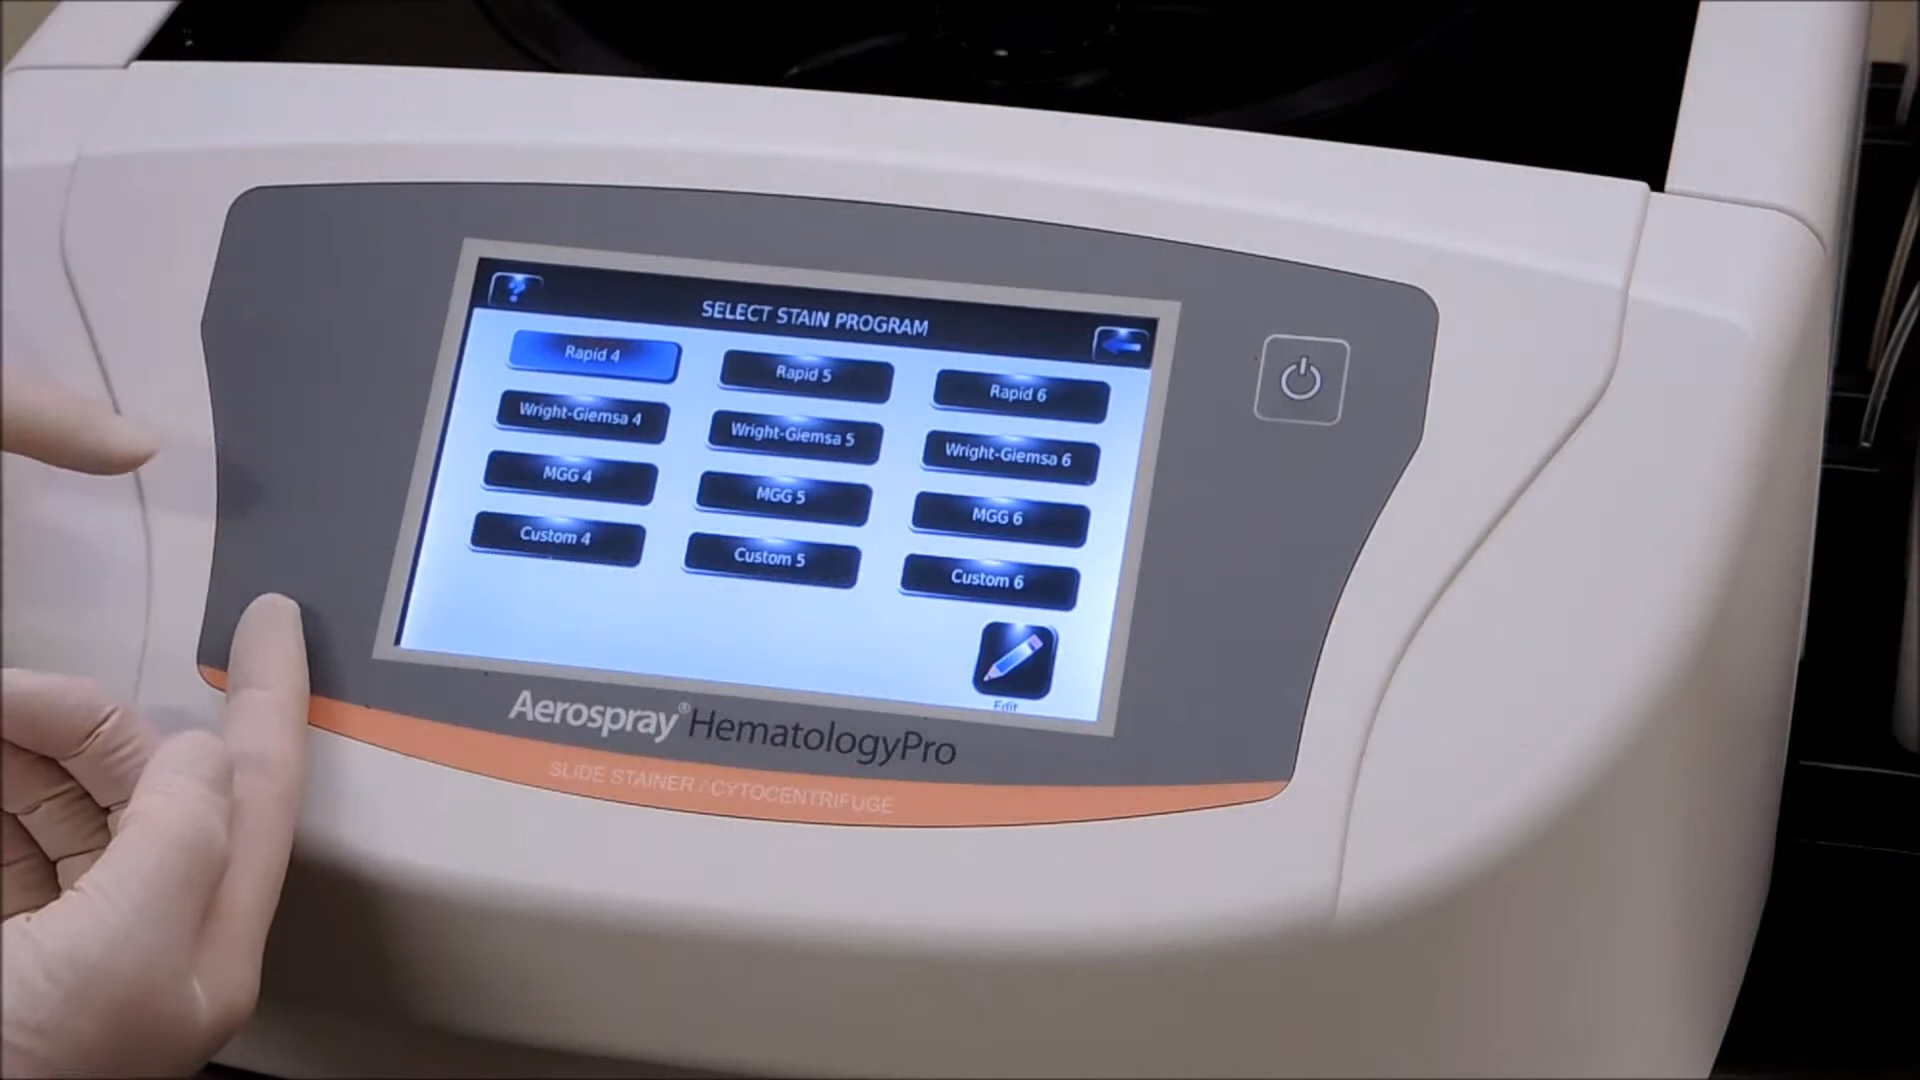 ?
SELECT STAIN PROGRAM
Rapid 4
Rapid 5
Rapid 6
Wright-Giemsa 4
Wright-Giemsa 5
Wright-Giemsa 6
MGG 4
MGG 5
MGG 6
Custom 4
Custom 5
Custom 6
Edit
Aerospray® HematologyPro
SLIDE STAINER / CYTOCENTRIFUGE